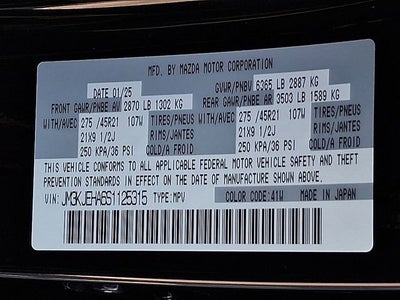 MFD. BY MAZDA MOTOR CORPORATION
DATE 01/25 GVWR/PNBV 6365 LB 2887 KG
FRONT GAWR/PNBE AV 2870 LB 1302 KG REAR GAWR/PNBE AR 3503 LB 1589 KG
WITH/AVEC 275 /45R21 107W TIRES/PNEUS WITH/AVEC 275 /45R21 107W TIRES/PNEUS
21X9 1/2J RIMS/JANTES 21X9 1/2J RIMS/JANTES
250 KPA/36 PSI COLD/A FROID 250 KPA/36 PSI COLD/A FROID
THIS VEHICLE CONFORMS TO ALL APPLICABLE FEDERAL MOTOR VEHICLE SAFETY AND THEFT
PREVENTION STANDARDS IN EFFECT ON THE DATE OF MANUFACTURE SHOWN ABOVE.
VIN: JM3KJEHA6S1125315 TYPE:MPV COLOR CODE:41W MADE IN JAPAN